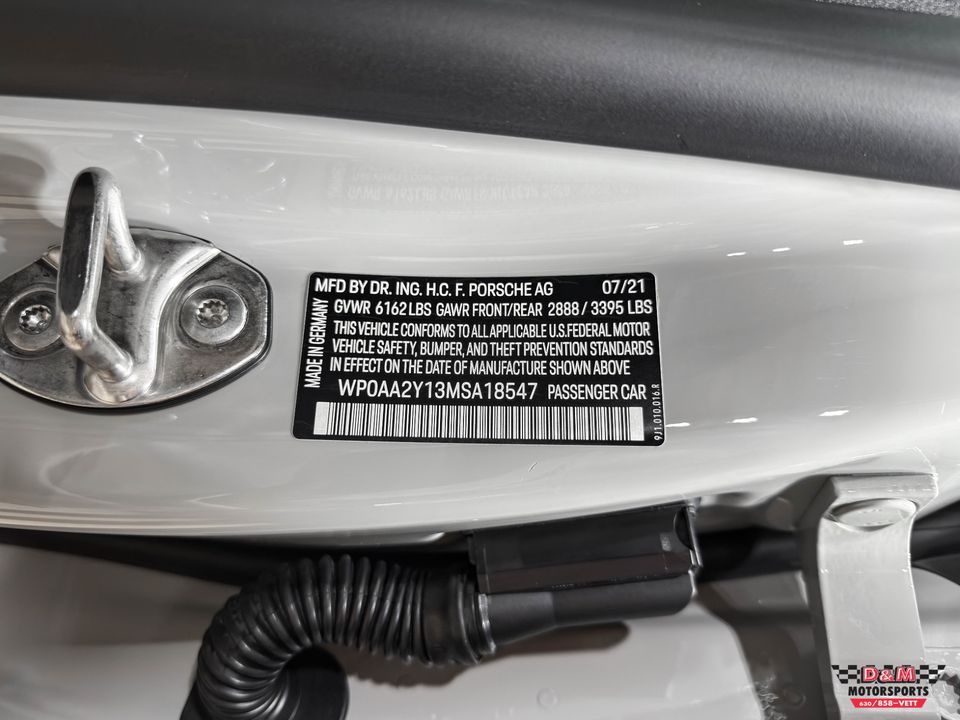 MFD BY DR. ING. H.C. F. PORSCHE AG 07/21
GVWR 6162 LBS GAWR FRONT/REAR 2888 / 3395 LBS
THIS VEHICLE CONFORMS TO ALL APPLICABLE U.S. FEDERAL MOTOR
VEHICLE SAFETY, BUMPER, AND THEFT PREVENTION STANDARDS
IN EFFECT ON THE DATE OF MANUFACTURE SHOWN ABOVE
WP0AA2Y13MSA18547 PASSENGER CAR
MADE IN GERMANY
9J1.010.016.R
D&M
MOTORSPORTS
630/858-VETT